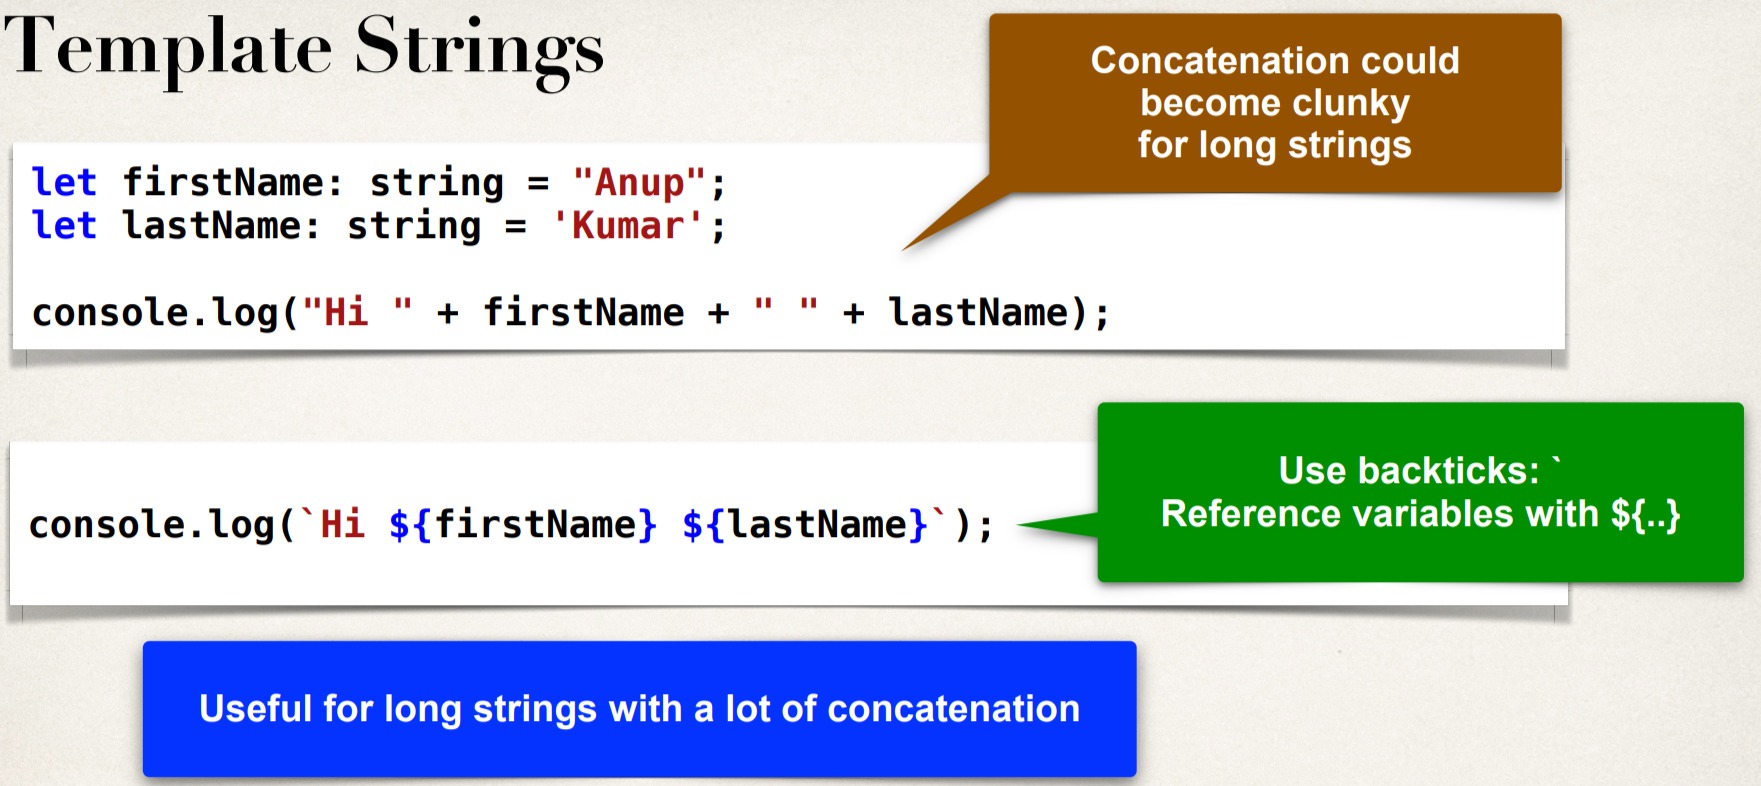 Template Strings
Concatenation could
become clunky
for long strings
let firstName: string = "Anup";
let lastName: string = 'Kumar';
console.log("Hi " + firstName + " " + lastName);
Use backticks: `
Reference variables with ${..}
console.log(`Hi ${firstName} ${lastName}`);
Useful for long strings with a lot of concatenation